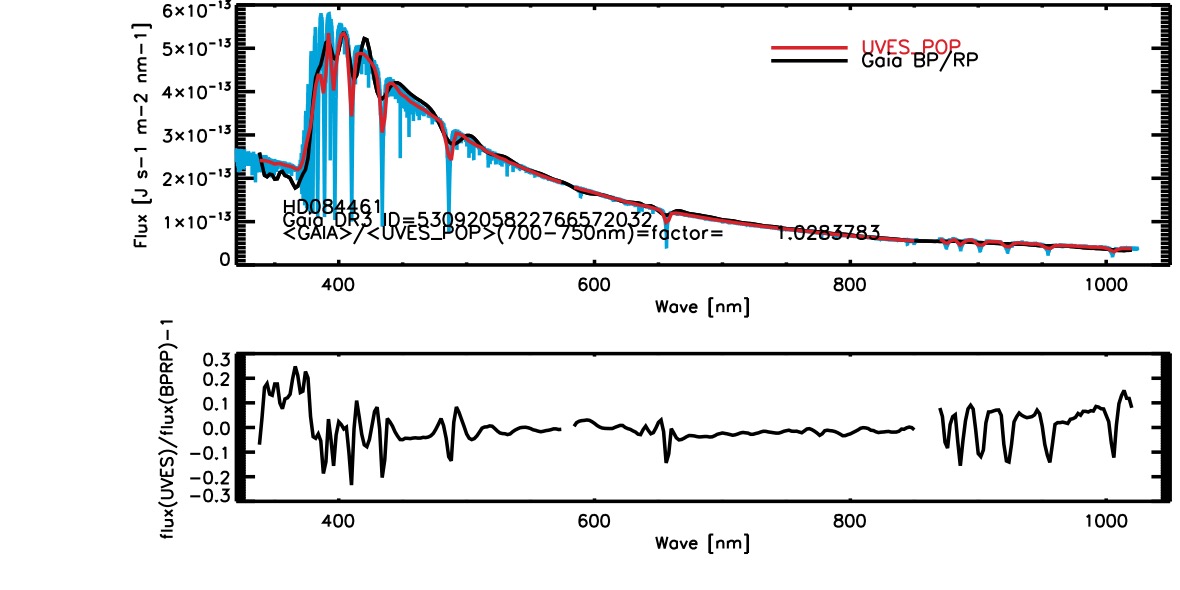 6×10⁻¹³
5×10⁻¹³
4×10⁻¹³
3×10⁻¹³
2×10⁻¹³
1×10⁻¹³
0
Flux [J s-1 m-2 nm-1]
UVES_POP
Gaia BP/RP
HD084461
Gaia DR3 ID=5309205822766572032
<GAIA>/<UVES_POP>(700-750nm)=factor= 1.0283783
400 600 800 1000
Wave [nm]
0.3
0.2
0.1
0.0
-0.1
-0.2
-0.3
flux(UVES)/flux(BPRP)-1
400 600 800 1000
Wave [nm]